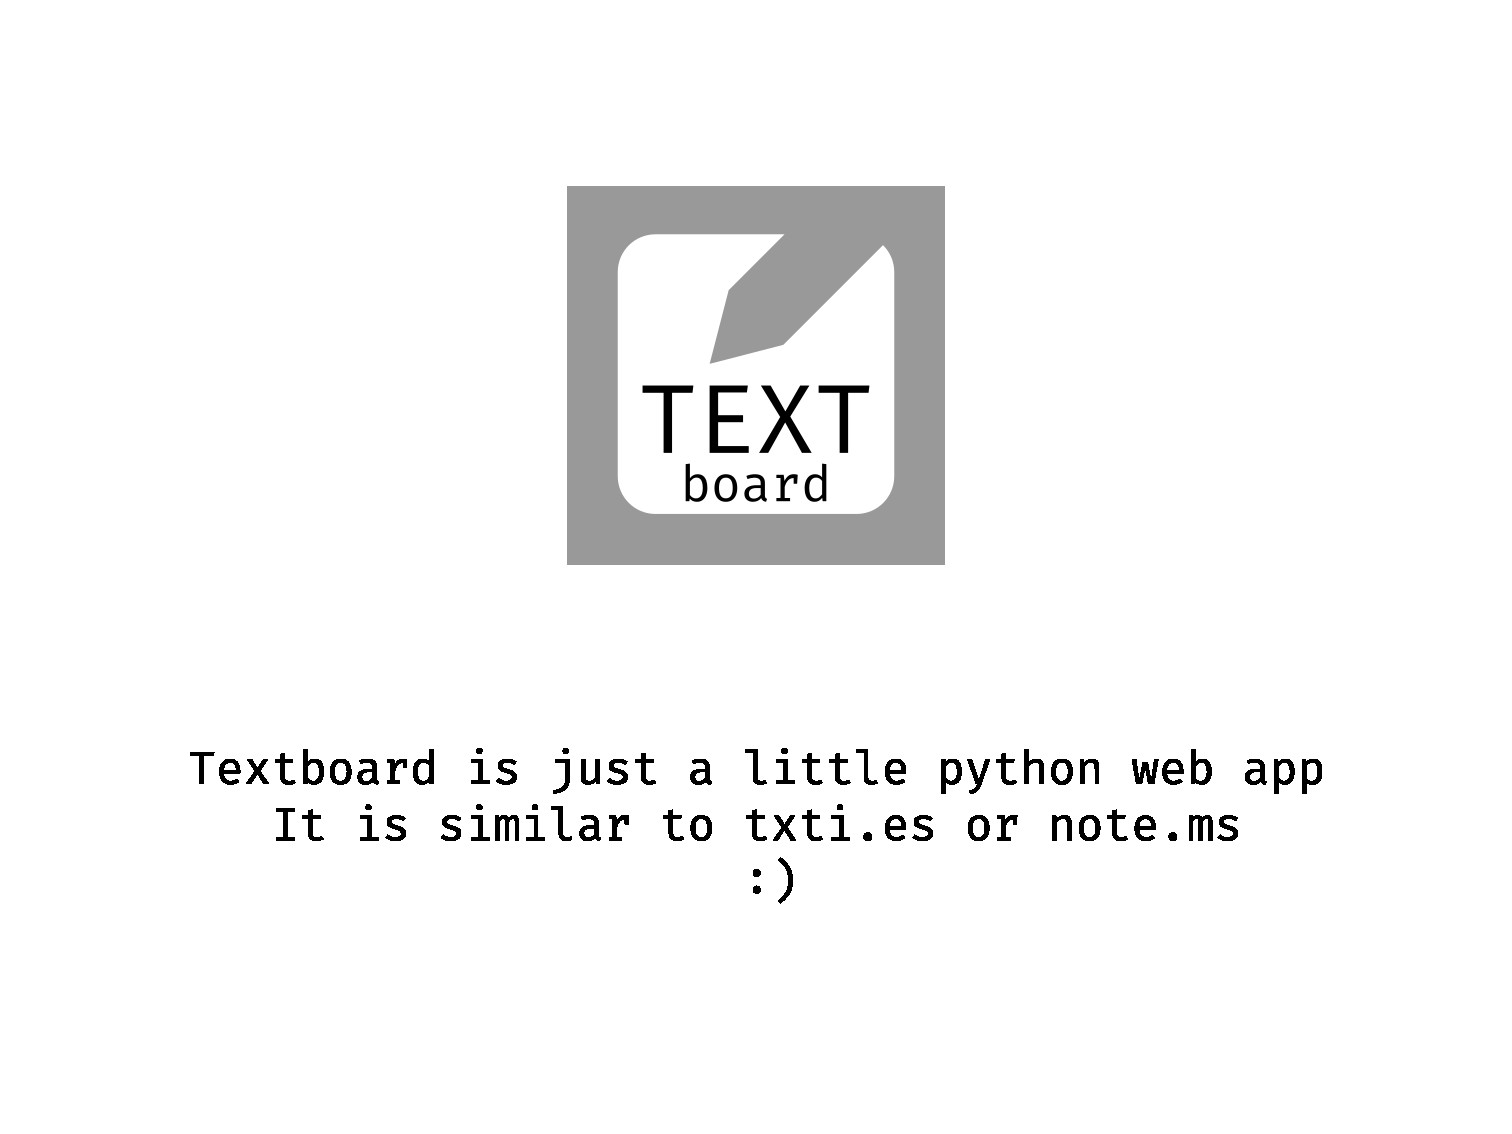 TEXT
board
Textboard is just a little python web app
It is similar to txti.es or note.ms
:)